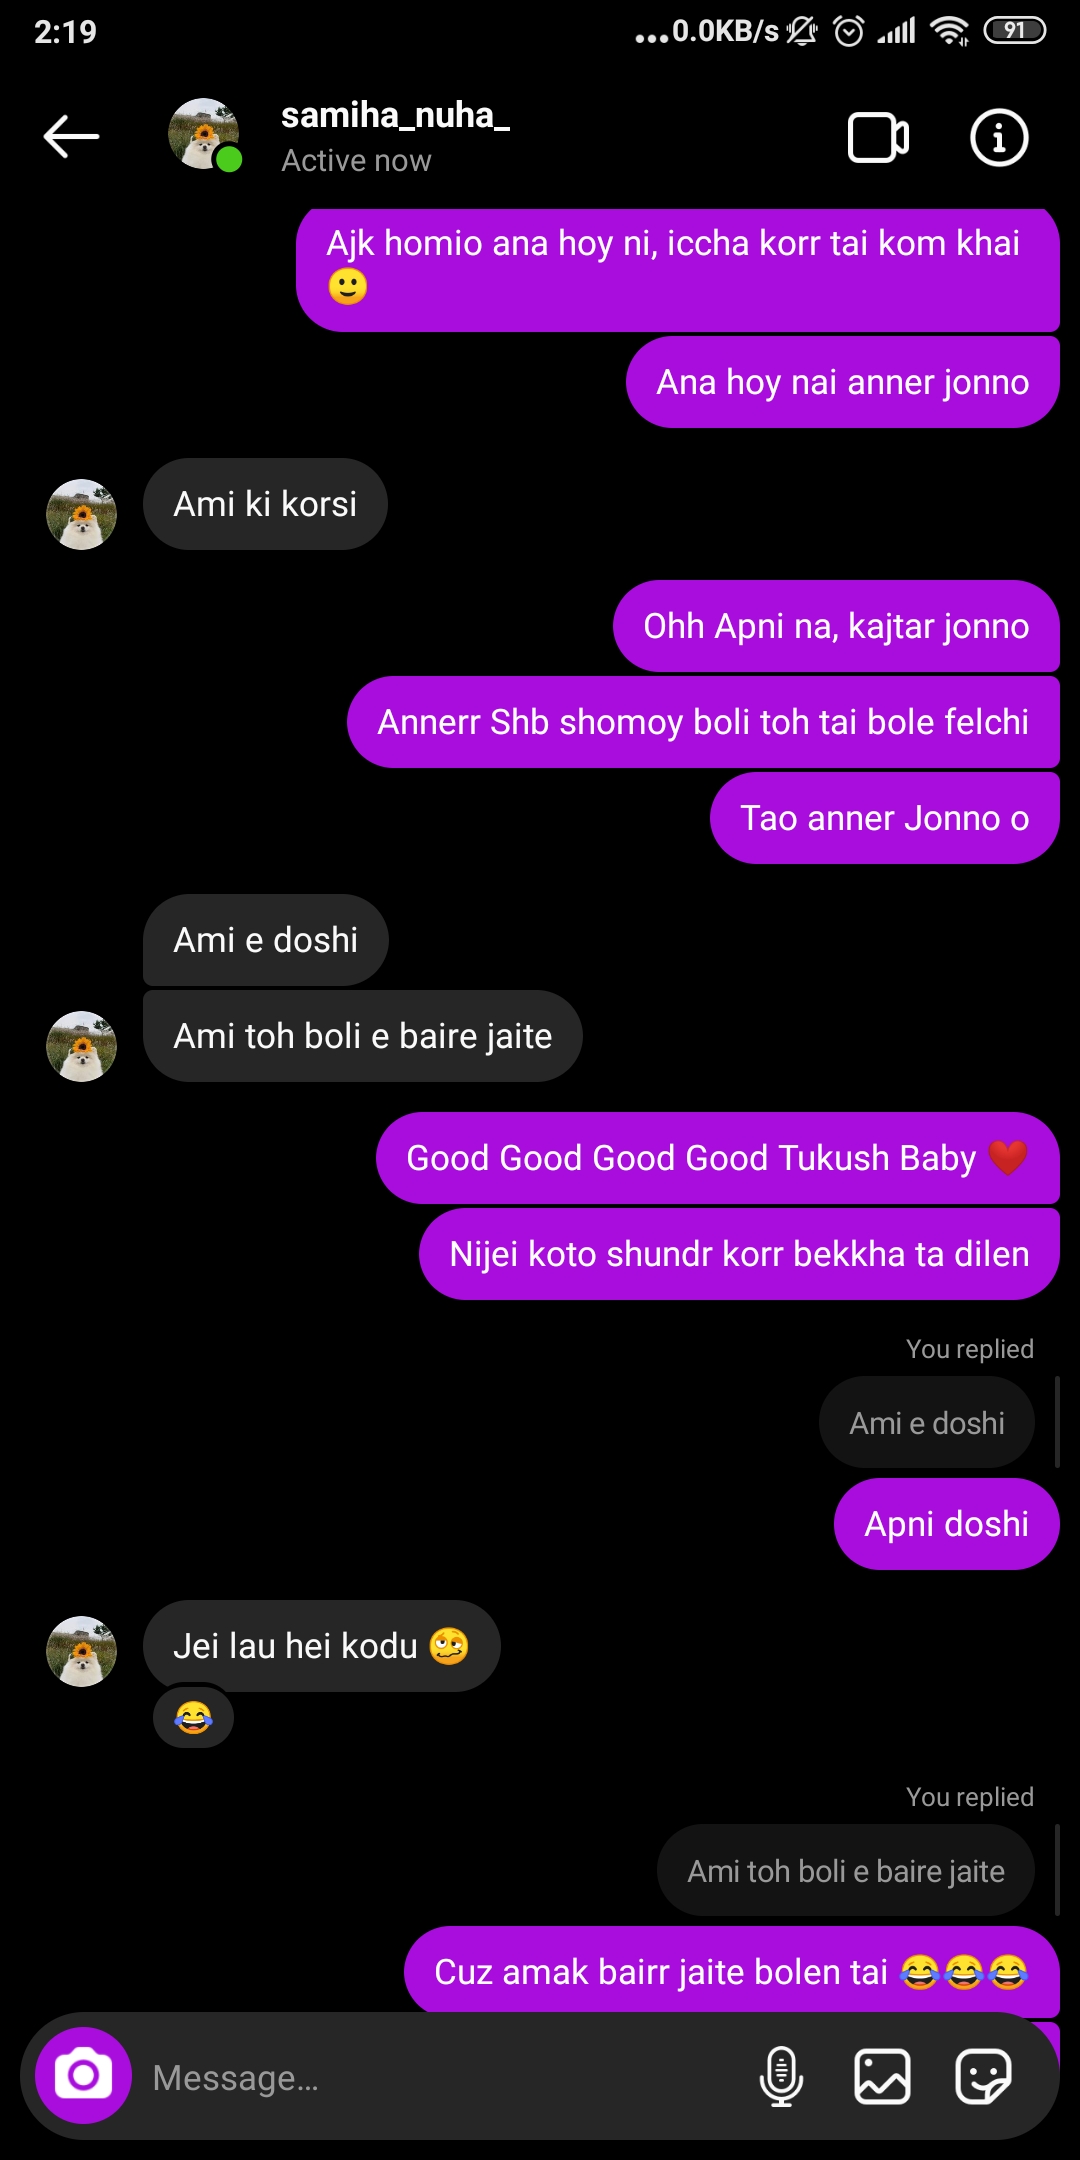 2:19
...0.0KB/s
91
samiha_nuha_
Active now
Ajk homio ana hoy ni, iccha korr tai kom khai
🙂
Ana hoy nai anner jonno
Ami ki korsi
Ohh Apni na, kajtar jonno
Annerr Shb shomoy boli toh tai bole felchi
Tao anner Jonno o
Ami e doshi
Ami toh boli e baire jaite
Good Good Good Good Tukush Baby ❤️
Nijei koto shundr korr bekkha ta dilen
You replied
Ami e doshi
Apni doshi
Jei lau hei kodu 🥴
😂
You replied
Ami toh boli e baire jaite
Cuz amak bairr jaite bolen tai 😂😂😂
Message...